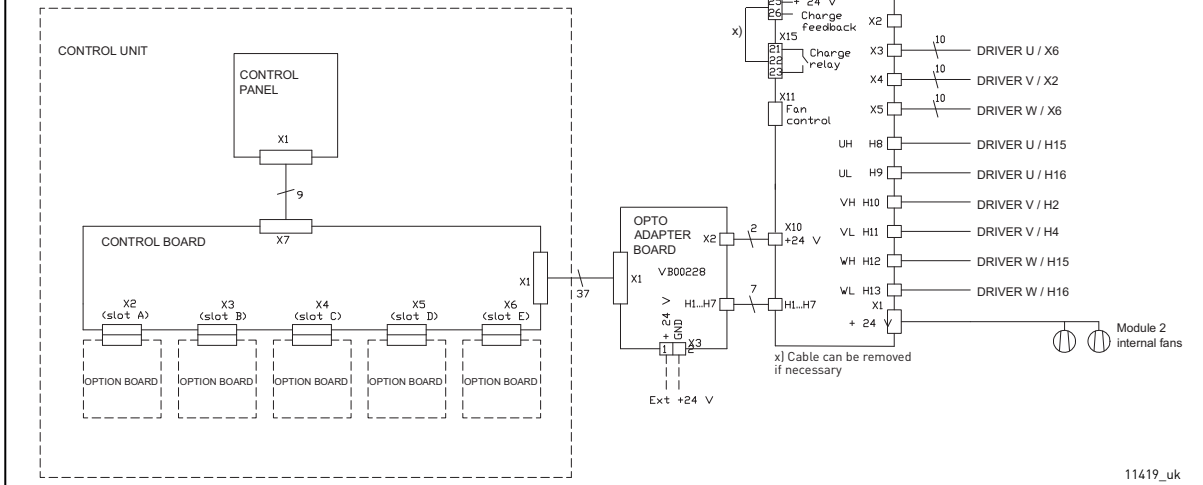 CONTROL UNIT
CONTROL
PANEL
X1
9
X7
CONTROL BOARD
X1
37
X2
(slot A)
X3
(slot B)
X4
(slot C)
X5
(slot D)
X6
(slot E)
OPTION BOARD
OPTION BOARD
OPTION BOARD
OPTION BOARD
OPTION BOARD
OPTO
ADAPTER
BOARD
X1
VB00228
X2
2
H1...H7
7
+ 24 V
GND
1
2
X3
Ext +24 V
x)
25
+ 24 V
26
Charge
feedback
X15
21
22
23
Charge
relay
X11
Fan
control
X10
+24 V
H1...H7
X2
X3
10
DRIVER U / X6
X4
10
DRIVER V / X2
X5
10
DRIVER W / X6
UH H8
DRIVER U / H15
UL H9
DRIVER U / H16
VH H10
DRIVER V / H2
VL H11
DRIVER V / H4
WH H12
DRIVER W / H15
WL H13
DRIVER W / H16
X1
+ 24 V
Module 2
internal fans
x) Cable can be removed
if necessary
11419_uk